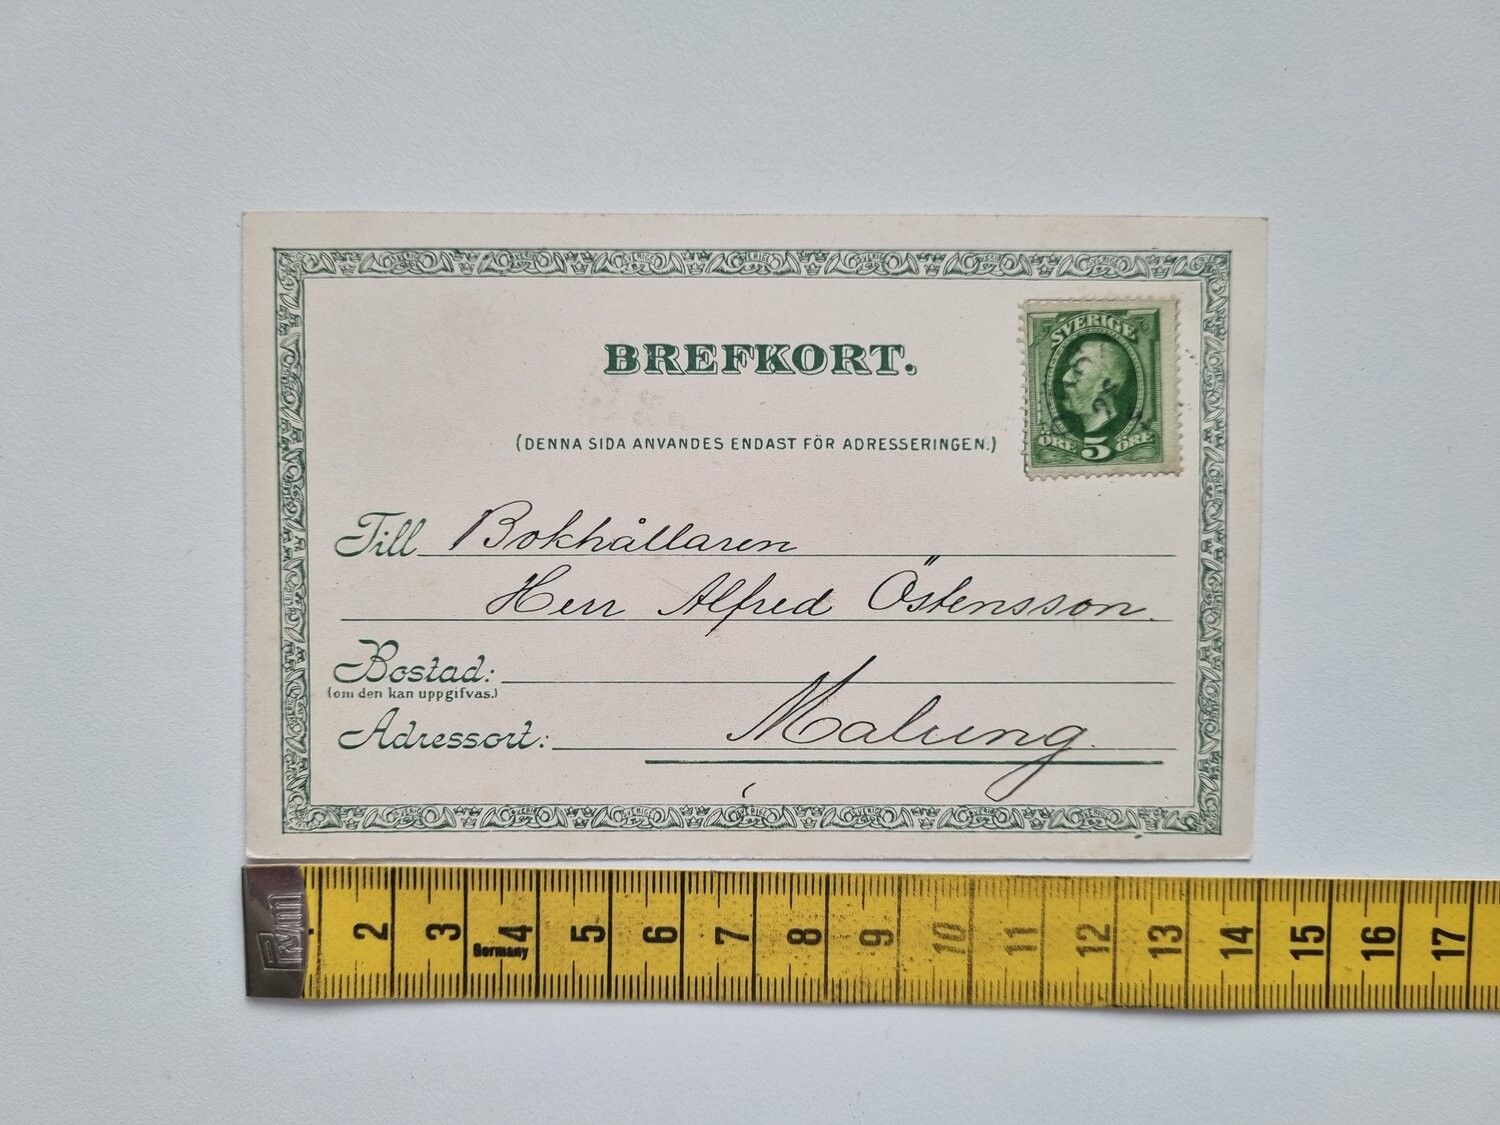 BREFKORT.
SVERIGE
(DENNA SIDA ANVANDES ENDAST FÖR ADRESSERINGEN.)
ÖRE 5 ÖRE
Till Bokhållaren
Herr Alfred Östensson.
Bostad:
(om den kan uppgifvas.)
Adressort: Malung.
Prym
2 3 4 5 6 7 8 9 10 11 12 13 14 15 16 17
Germany